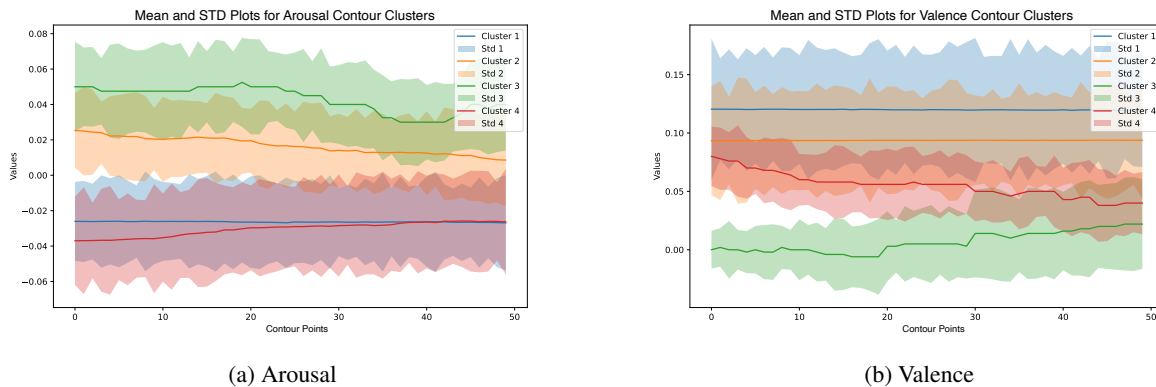 Mean and STD Plots for Arousal Contour Clusters
Values
0.08
0.06
0.04
0.02
0.00
−0.02
−0.04
−0.06
0
10
20
30
40
50
Contour Points
Cluster 1
Std 1
Cluster 2
Std 2
Cluster 3
Std 3
Cluster 4
Std 4
(a) Arousal
Mean and STD Plots for Valence Contour Clusters
Values
0.15
0.10
0.05
0.00
0
10
20
30
40
50
Contour Points
Cluster 1
Std 1
Cluster 2
Std 2
Cluster 3
Std 3
Cluster 4
Std 4
(b) Valence